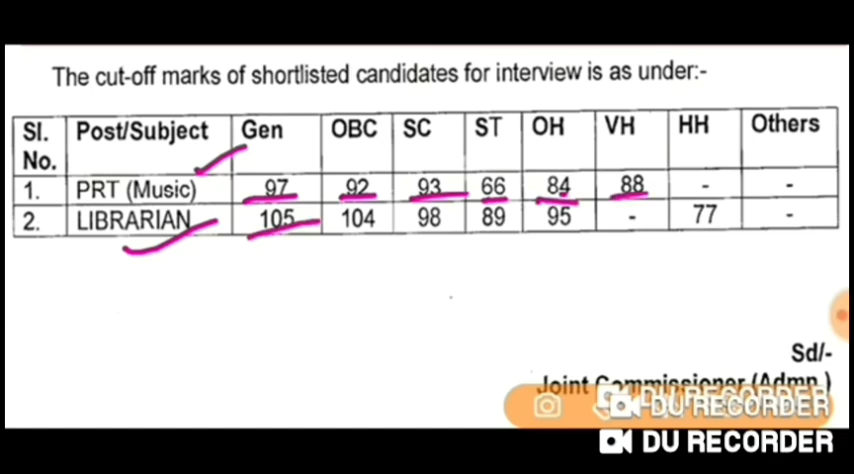 The cut-off marks of shortlisted candidates for interview is as under:-
Sl. No. Post/Subject Gen OBC SC ST OH VH HH Others
1. PRT (Music) 97 92 93 66 84 88 - -
2. LIBRARIAN 105 104 98 89 95 - 77 -
Sd/-
Joint Commissioner (Admn.)
DU RECORDER
DU RECORDER